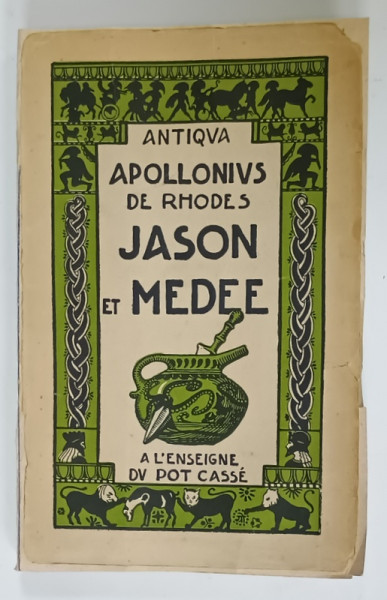 ANTIQVA
APOLLONIVS
DE RHODES
JASON
ET MEDEE
A L'ENSEIGNE
DV POT CASSÉ